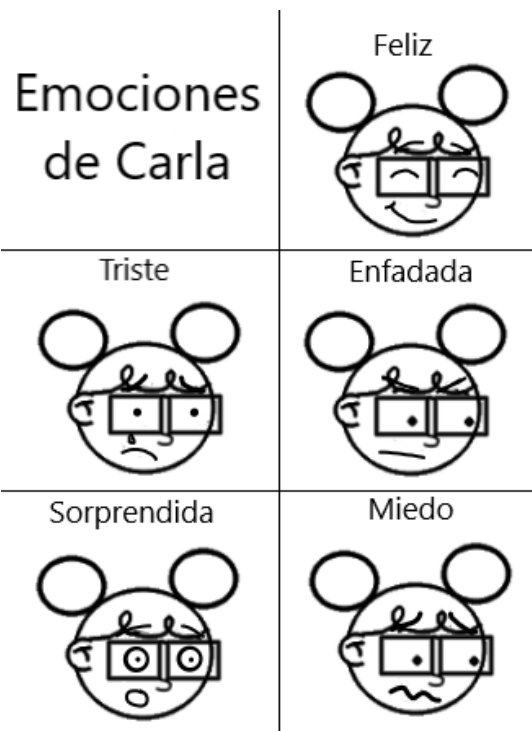 Emociones
de Carla
Feliz
Triste
Enfadada
Sorprendida
Miedo